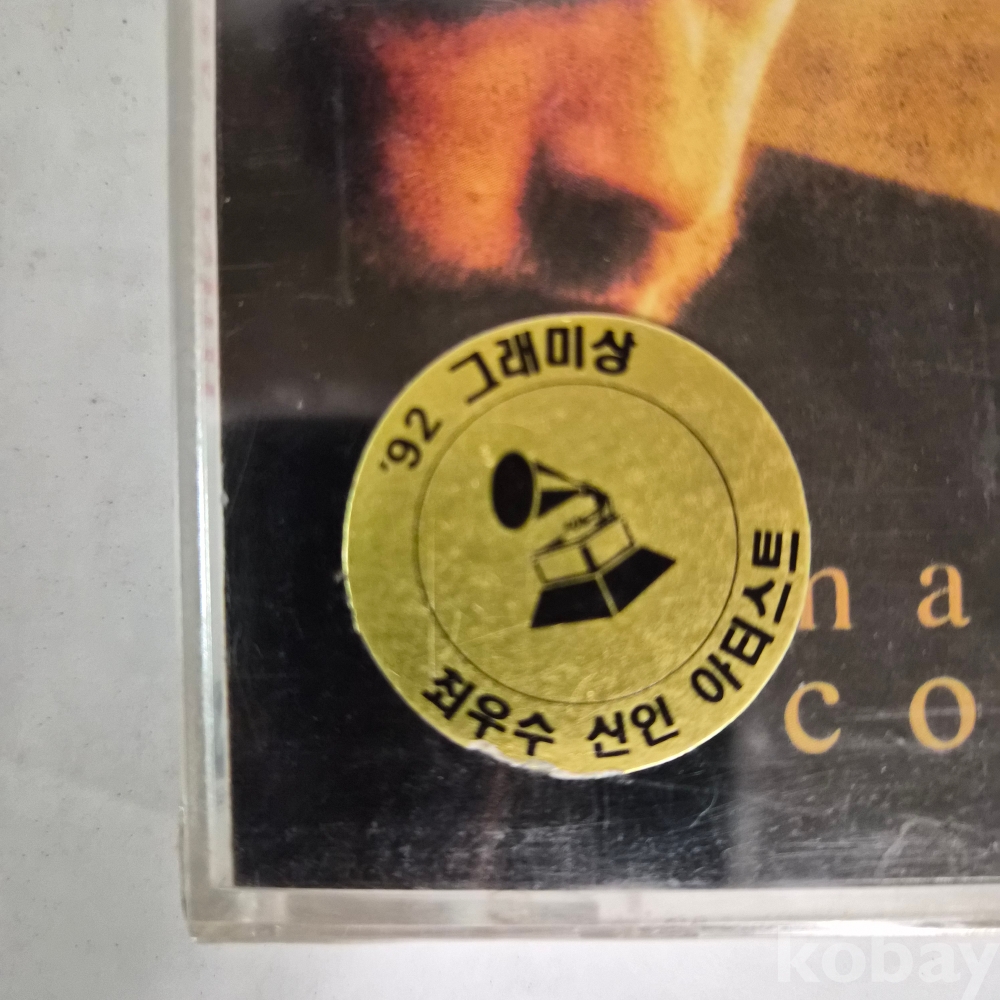 '92 그래미상
최우수 신인 아티스트
n a
c o
kobay